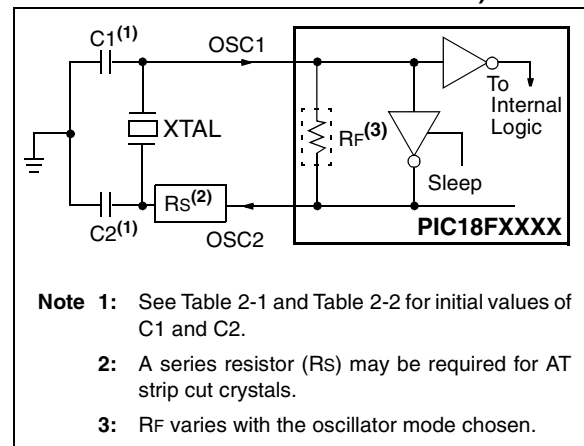 C1(1)
OSC1
To
Internal
Logic
XTAL
RF(3)
Sleep
C2(1)
RS(2)
OSC2
PIC18FXXXX
Note 1: See Table 2-1 and Table 2-2 for initial values of
C1 and C2.
2: A series resistor (RS) may be required for AT
strip cut crystals.
3: RF varies with the oscillator mode chosen.